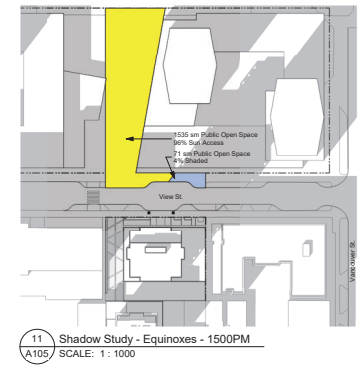 1535 sm Public Open Space
96% Sun Access
71 sm Public Open Space
4% Shaded
View St.
Vancouver St.
11
A105
Shadow Study - Equinoxes - 1500PM
SCALE: 1 : 1000